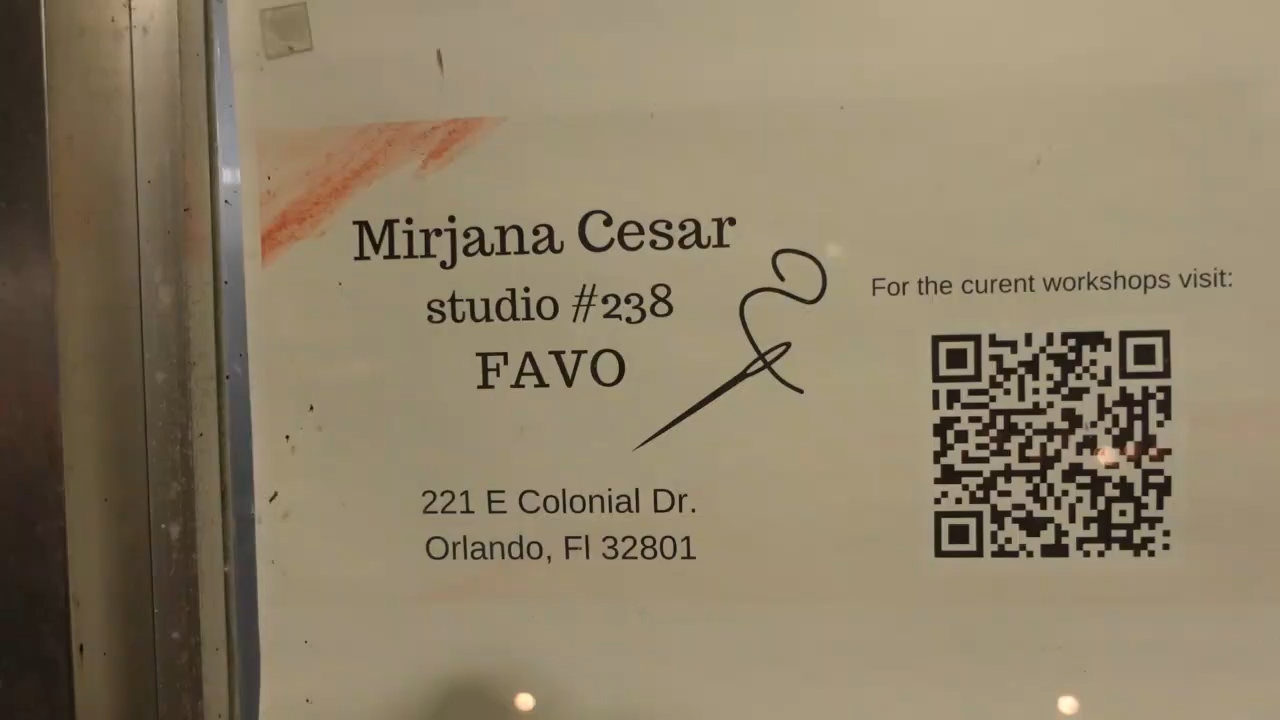 Mirjana Cesar
studio #238
FAVO
221 E Colonial Dr.
Orlando, Fl 32801
For the curent workshops visit: